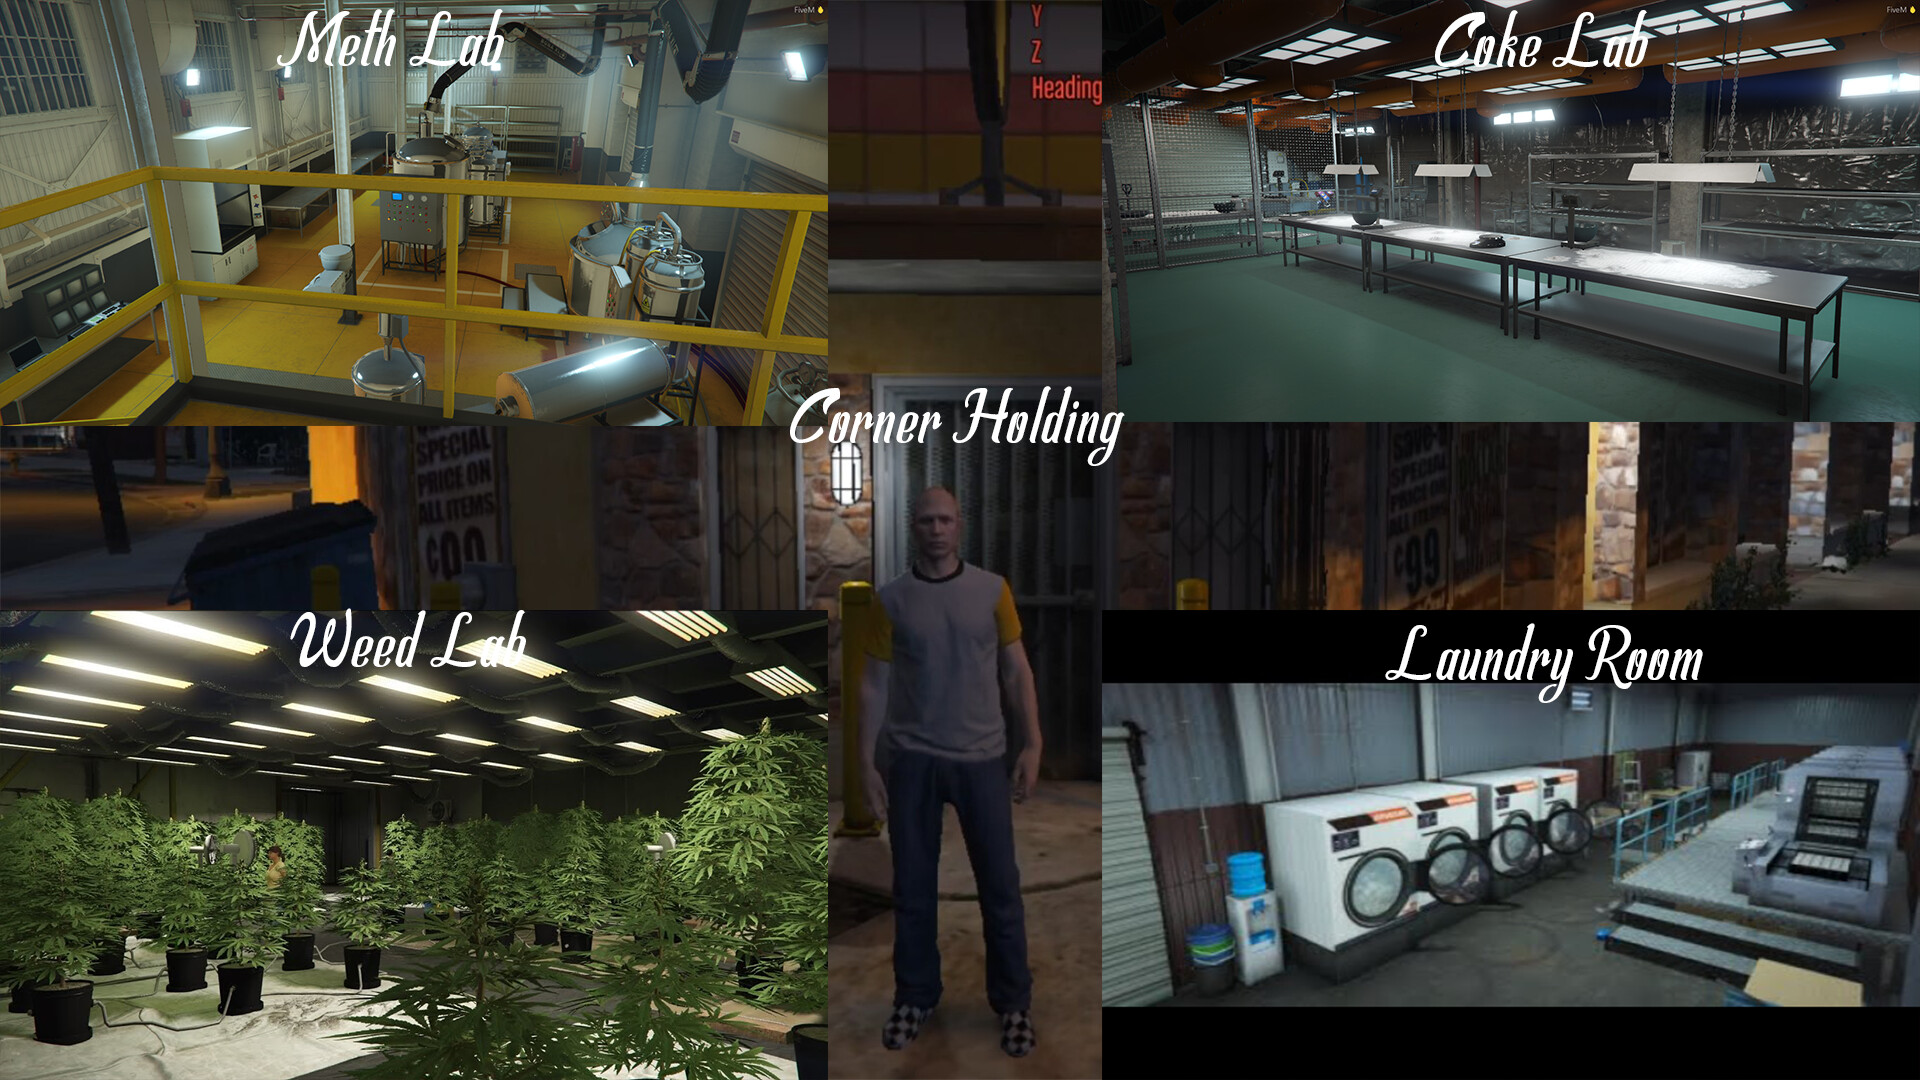 Meth Lab
FiveM
Y
Z
Heading
Coke Lab
FiveM
Corner Holding
SPECIAL
PRICE ON
ALL ITEMS
¢99
SPECIAL
PRICE ON
ALL ITEMS
¢99
Weed Lab
Laundry Room